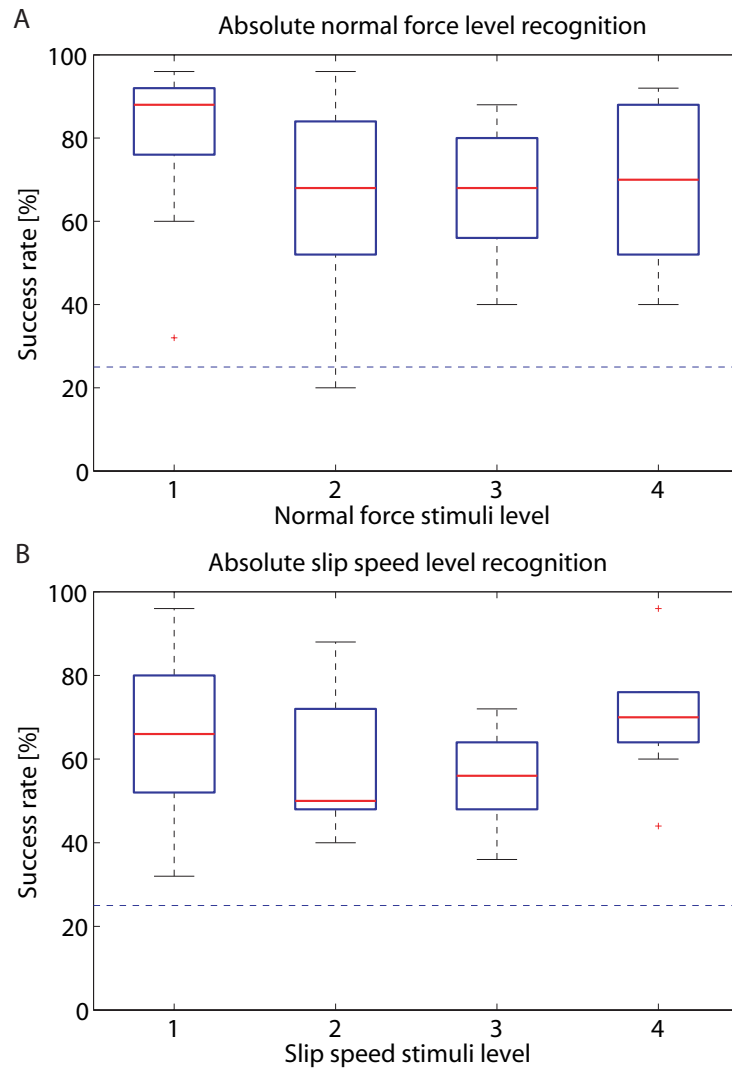 A
Absolute normal force level recognition
Success rate [%]
100
80
60
40
20
0
1 2 3 4
Normal force stimuli level
B
Absolute slip speed level recognition
Success rate [%]
100
80
60
40
20
0
1 2 3 4
Slip speed stimuli level